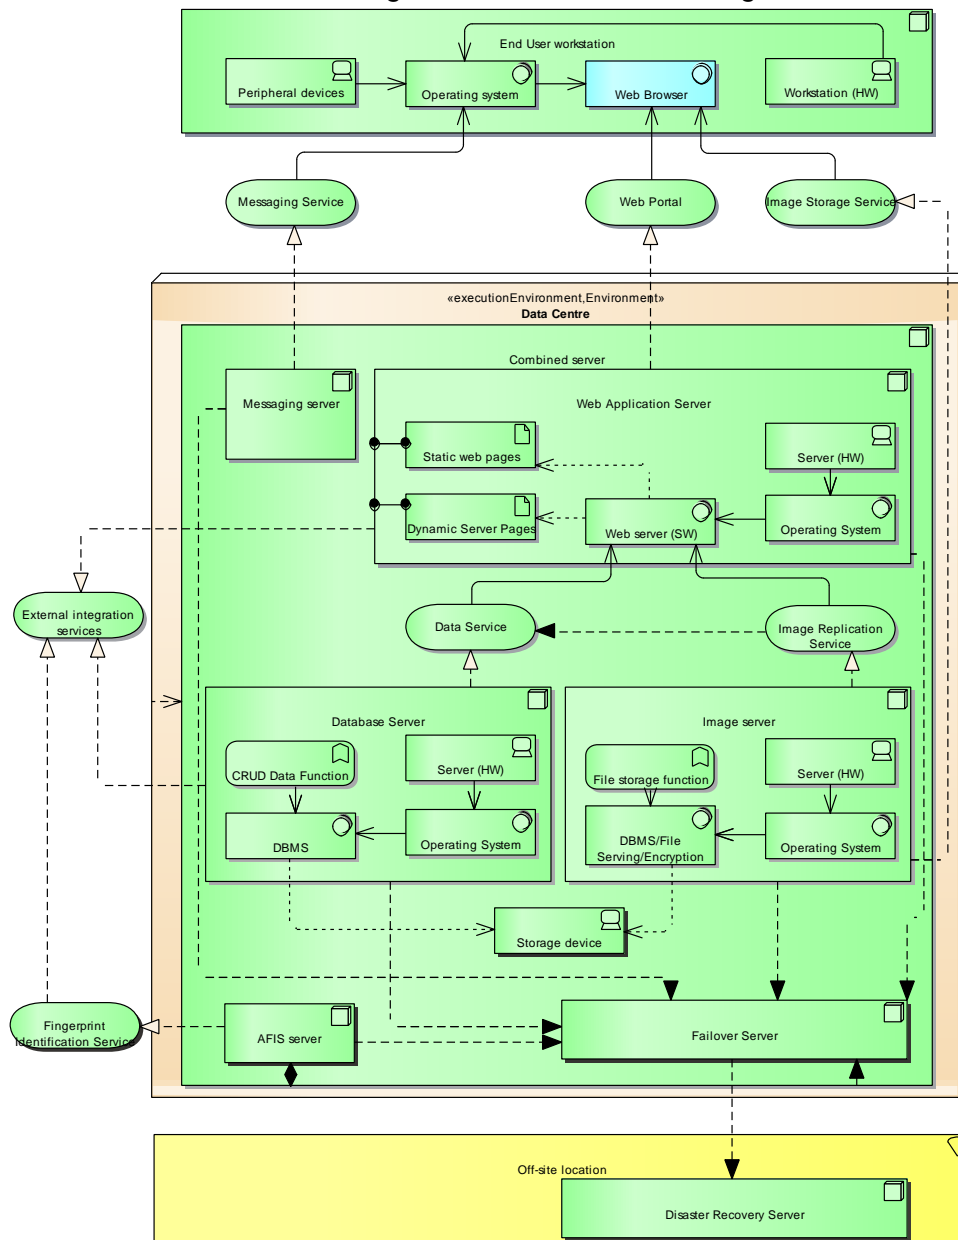 End User workstation
Peripheral devices
Operating system
Web Browser
Workstation (HW)
Messaging Service
Web Portal
Image Storage Service
«executionEnvironment,Environment»
Data Centre
Combined server
Messaging server
Web Application Server
Static web pages
Server (HW)
Dynamic Server Pages
Web server (SW)
Operating System
External integration
services
Data Service
Image Replication
Service
Database Server
Image server
CRUD Data Function
Server (HW)
File storage function
Server (HW)
DBMS
Operating System
DBMS/File
Serving/Encryption
Operating System
Storage device
Fingerprint
Identification Service
AFIS server
Failover Server
Off-site location
Disaster Recovery Server